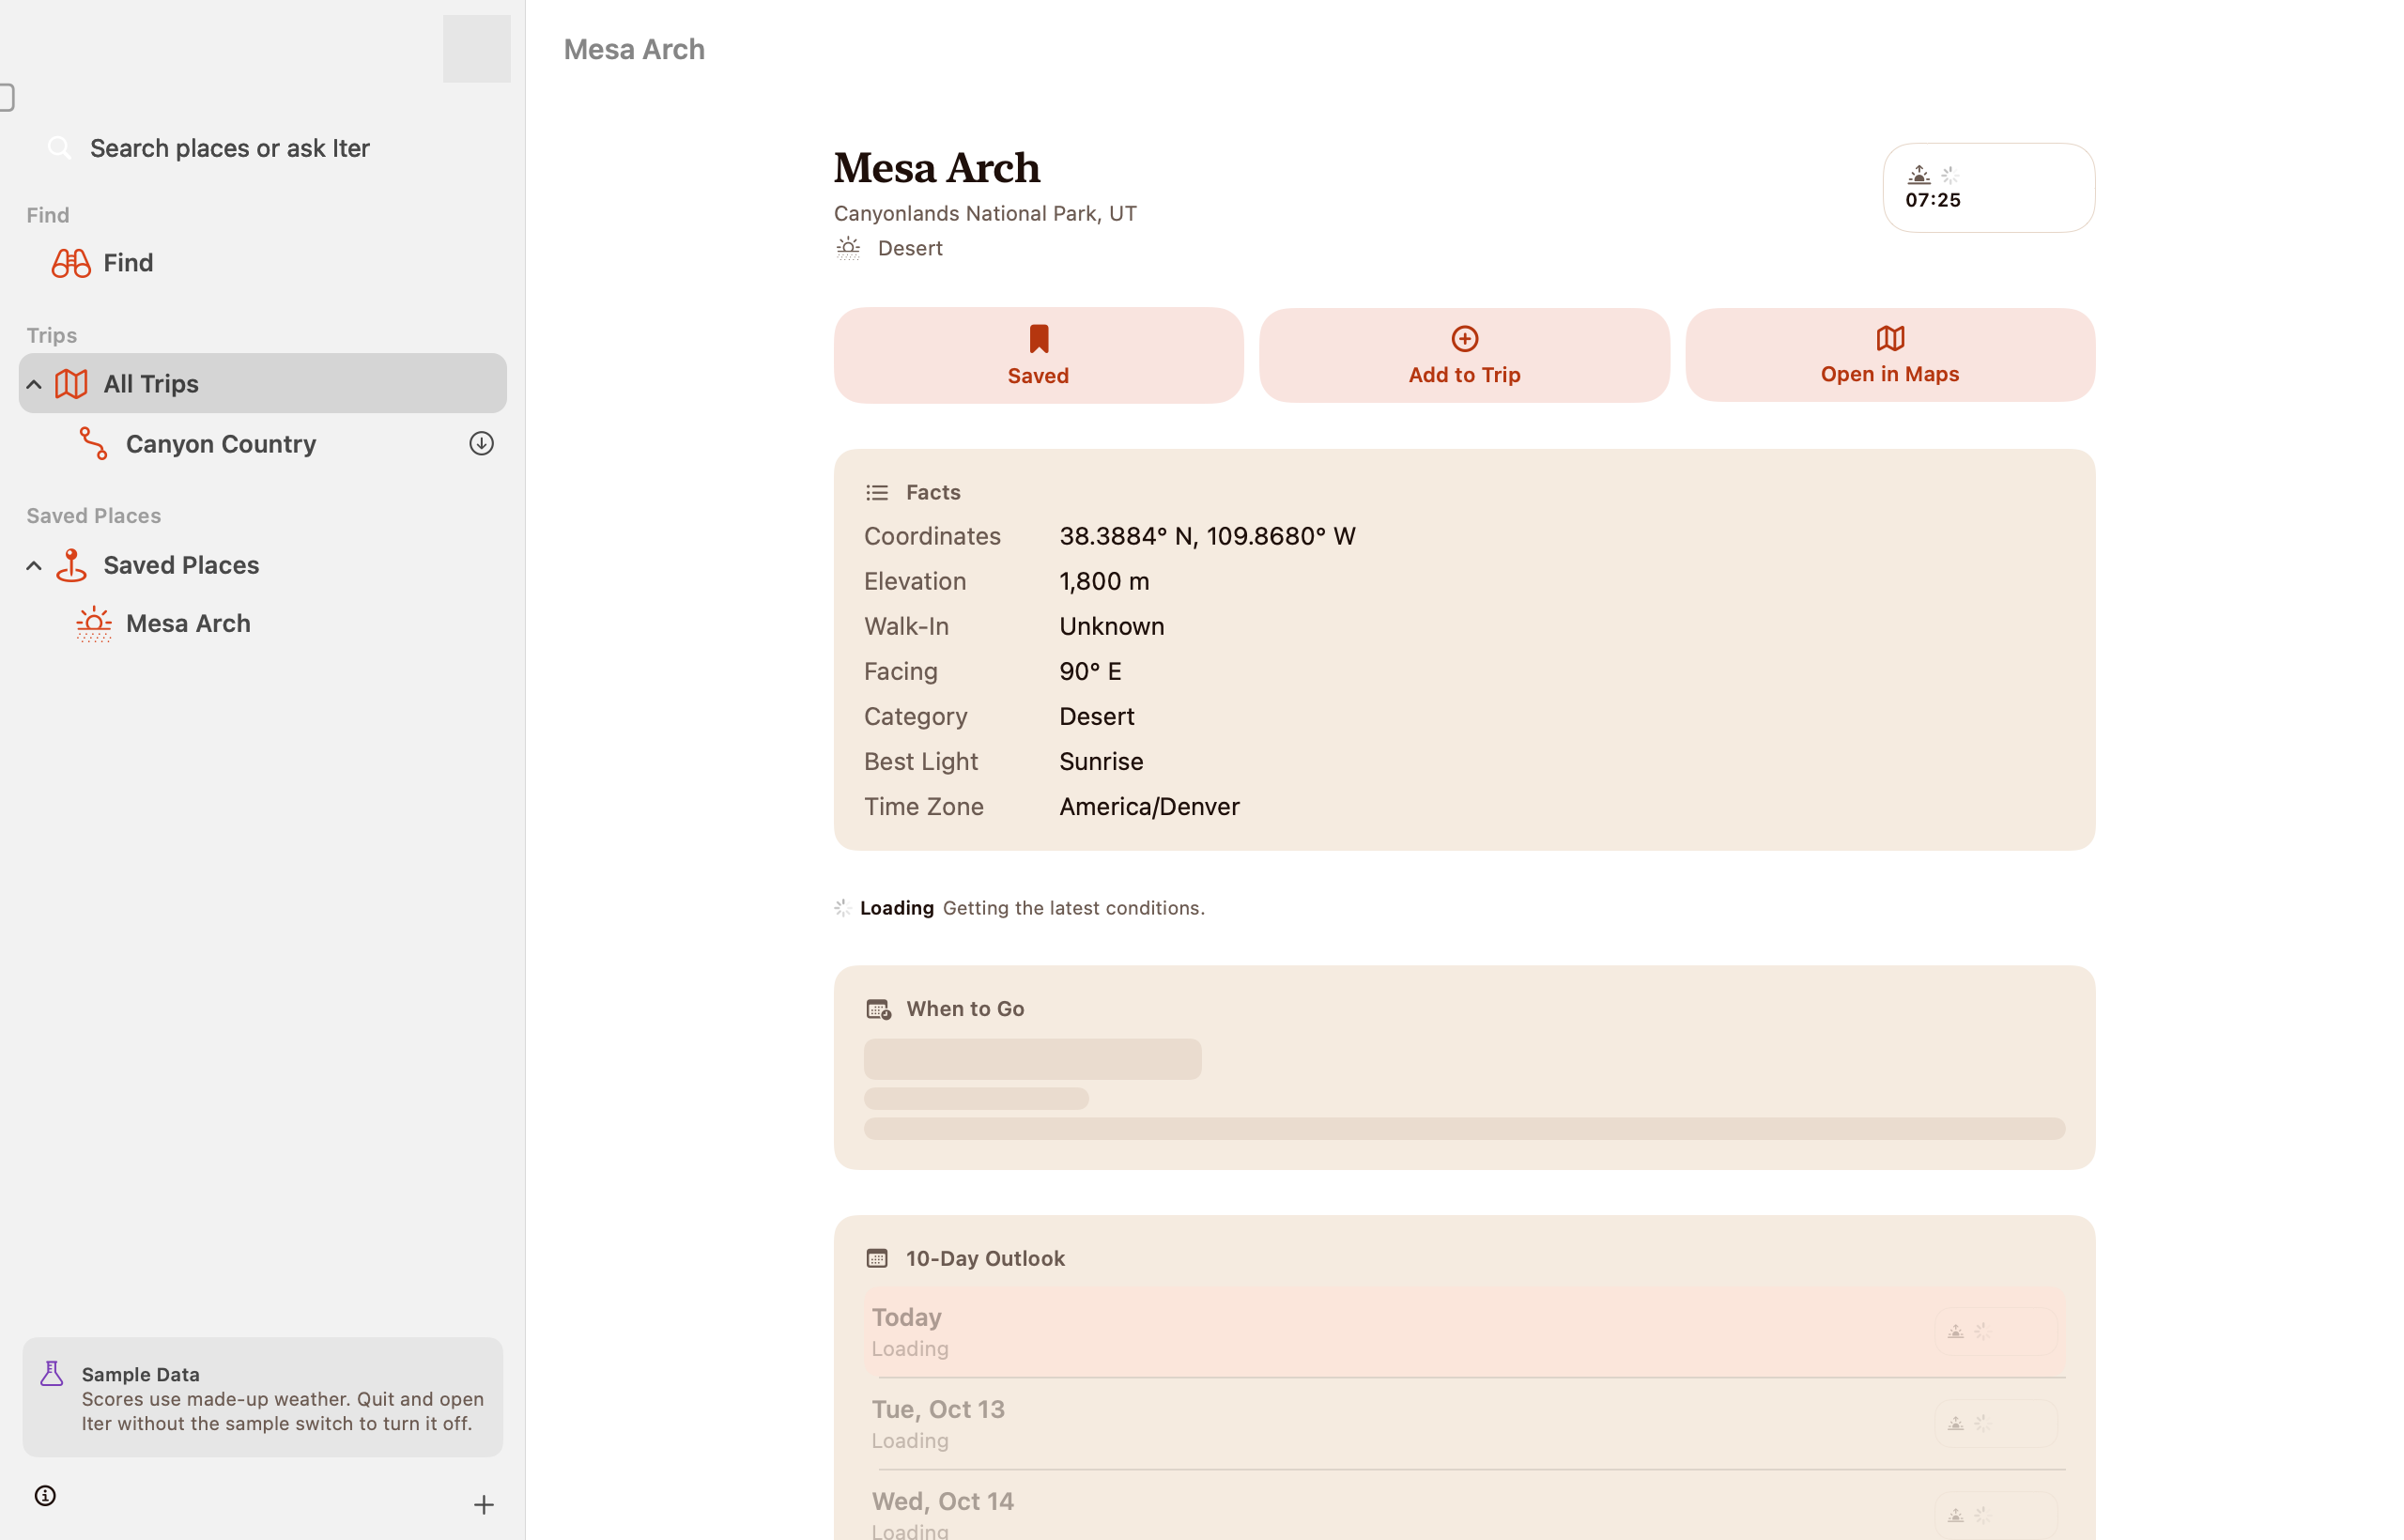 Mesa Arch
Search places or ask Iter
Find
Find
Trips
All Trips
Canyon Country
Saved Places
Saved Places
Mesa Arch
Sample Data
Scores use made-up weather. Quit and open
Iter without the sample switch to turn it off.
Mesa Arch
Canyonlands National Park, UT
Desert
07:25
Saved
Add to Trip
Open in Maps
Facts
Coordinates 38.3884° N, 109.8680° W
Elevation 1,800 m
Walk-In Unknown
Facing 90° E
Category Desert
Best Light Sunrise
Time Zone America/Denver
Loading Getting the latest conditions.
When to Go
10-Day Outlook
Today
Loading
Tue, Oct 13
Loading
Wed, Oct 14
Loading